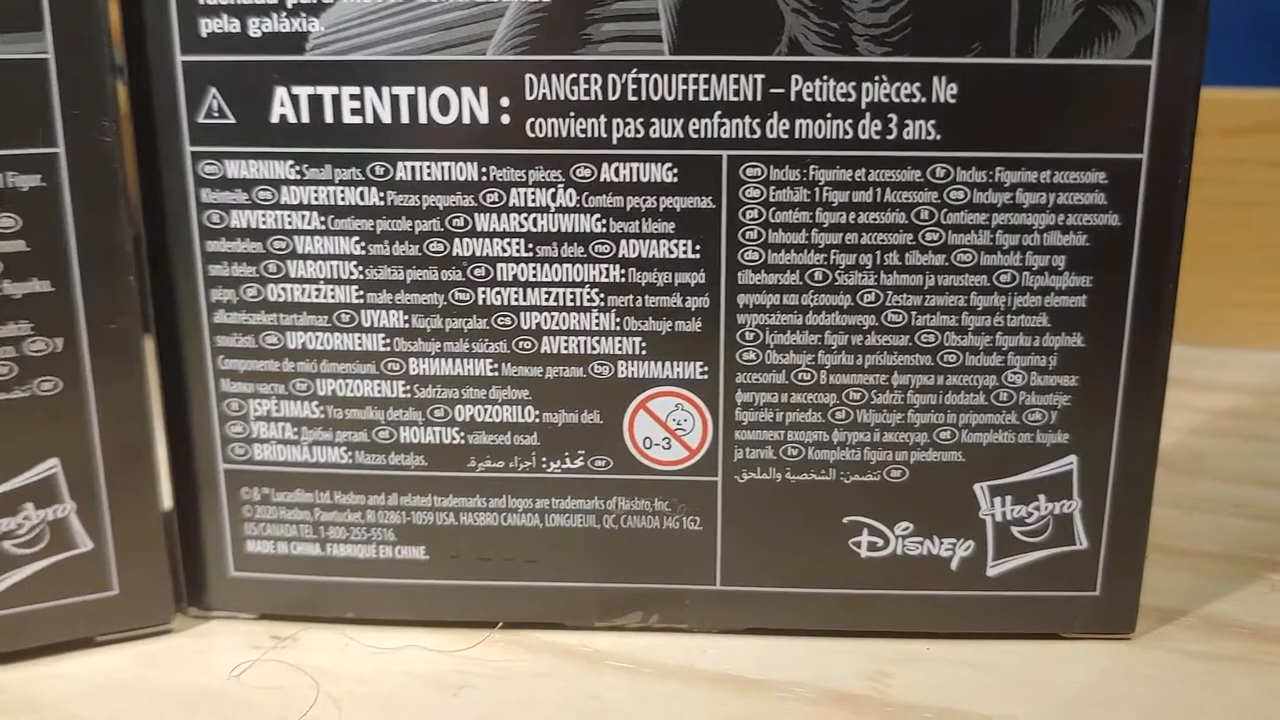 pela galáxia.
ATTENTION :
DANGER D'ÉTOUFFEMENT – Petites pièces. Ne
convient pas aux enfants de moins de 3 ans.
en WARNING: Small parts. fr ATTENTION : Petites pièces. de ACHTUNG:
Kleinteile. es ADVERTENCIA: Piezas pequeñas. pt ATENÇÃO: Contém peças pequenas.
it AVVERTENZA: Contiene piccole parti. nl WAARSCHUWING: bevat kleine
onderdelen. sv VARNING: små delar. da ADVARSEL: små dele. no ADVARSEL:
små deler. fi VAROITUS: sisältää pieniä osia. el ΠΡΟΕΙΔΟΠΟΙΗΣΗ: Περιέχει μικρά
μέρη. pl OSTRZEŻENIE: małe elementy. hu FIGYELMEZTETÉS: mert a termék apró
alkatrészeket tartalmaz. tr UYARI: Küçük parçalar. cs UPOZORNĚNÍ: Obsahuje malé
součásti. sk UPOZORNENIE: Obsahuje malé súčasti. ro AVERTISMENT:
Componente de mici dimensiuni. ru ВНИМАНИЕ: Мелкие детали. bg ВНИМАНИЕ:
Малки части. hr UPOZORENJE: Sadržava sitne dijelove.
lt ĮSPĖJIMAS: Yra smulkių detalių. sl OPOZORILO: majhni deli.
uk УВАГА: Дрібні деталі. et HOIATUS: väikesed osad.
lv BRĪDINĀJUMS: Mazas detaļas. ar تحذير: أجزاء صغيرة.
0-3
en Inclus : Figurine et accessoire. fr Inclus : Figurine et accessoire.
de Enthält: 1 Figur und 1 Accessoire. es Incluye: figura y accesorio.
pt Contém: figura e acessório. it Contiene: personaggio e accessorio.
nl Inhoud: figuur en accessoire. sv Innehåll: figur och tillbehör.
da Indeholder: Figur og 1 stk. tilbehør. no Innhold: figur og
tilbehørsdel. fi Sisältää: hahmon ja varusteen. el Περιλαμβάνει:
φιγούρα και αξεσουάρ. pl Zestaw zawiera: figurkę i jeden element
wyposażenia dodatkowego. hu Tartalma: figura és tartozék.
tr İçindekiler: figür ve aksesuar. cs Obsahuje: figurku a doplněk.
sk Obsahuje: figúrku a príslušenstvo. ro Include: figurina și
accesoriul. ru В комплекте: фигурка и аксессуар. bg Включва:
фигурка и аксесоар. hr Sadrži: figuru i dodatak. lt Pakuotėje:
figūrėlė ir priedas. sl Vključuje: figurico in pripomoček. uk У
комплект входять фігурка й аксесуар. et Komplektis on: kujuke
ja tarvik. lv Komplektā figūra un piederums.
ar تتضمن: الشخصية والملحق.
© & ™ Lucasfilm Ltd. Hasbro and all related trademarks and logos are trademarks of Hasbro, Inc.
© 2020 Hasbro, Pawtucket, RI 02861-1059 USA. HASBRO CANADA, LONGUEUIL, QC, CANADA J4G 1G2.
US/CANADA TEL. 1-800-255-5516.
MADE IN CHINA. FABRIQUÉ EN CHINE.
Disney
Hasbro